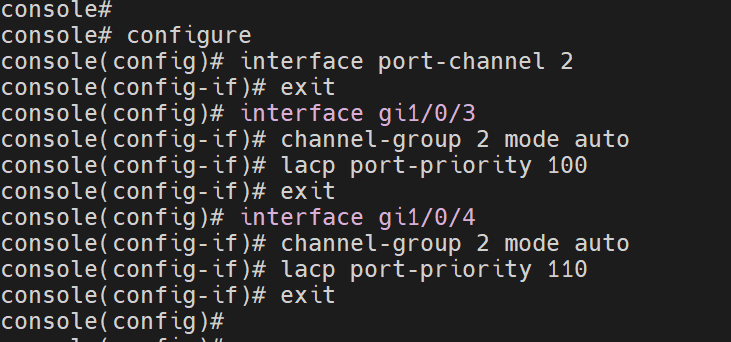 console#
console# configure
console(config)# interface port-channel 2
console(config-if)# exit
console(config)# interface gi1/0/3
console(config-if)# channel-group 2 mode auto
console(config-if)# lacp port-priority 100
console(config-if)# exit
console(config)# interface gi1/0/4
console(config-if)# channel-group 2 mode auto
console(config-if)# lacp port-priority 110
console(config-if)# exit
console(config)#